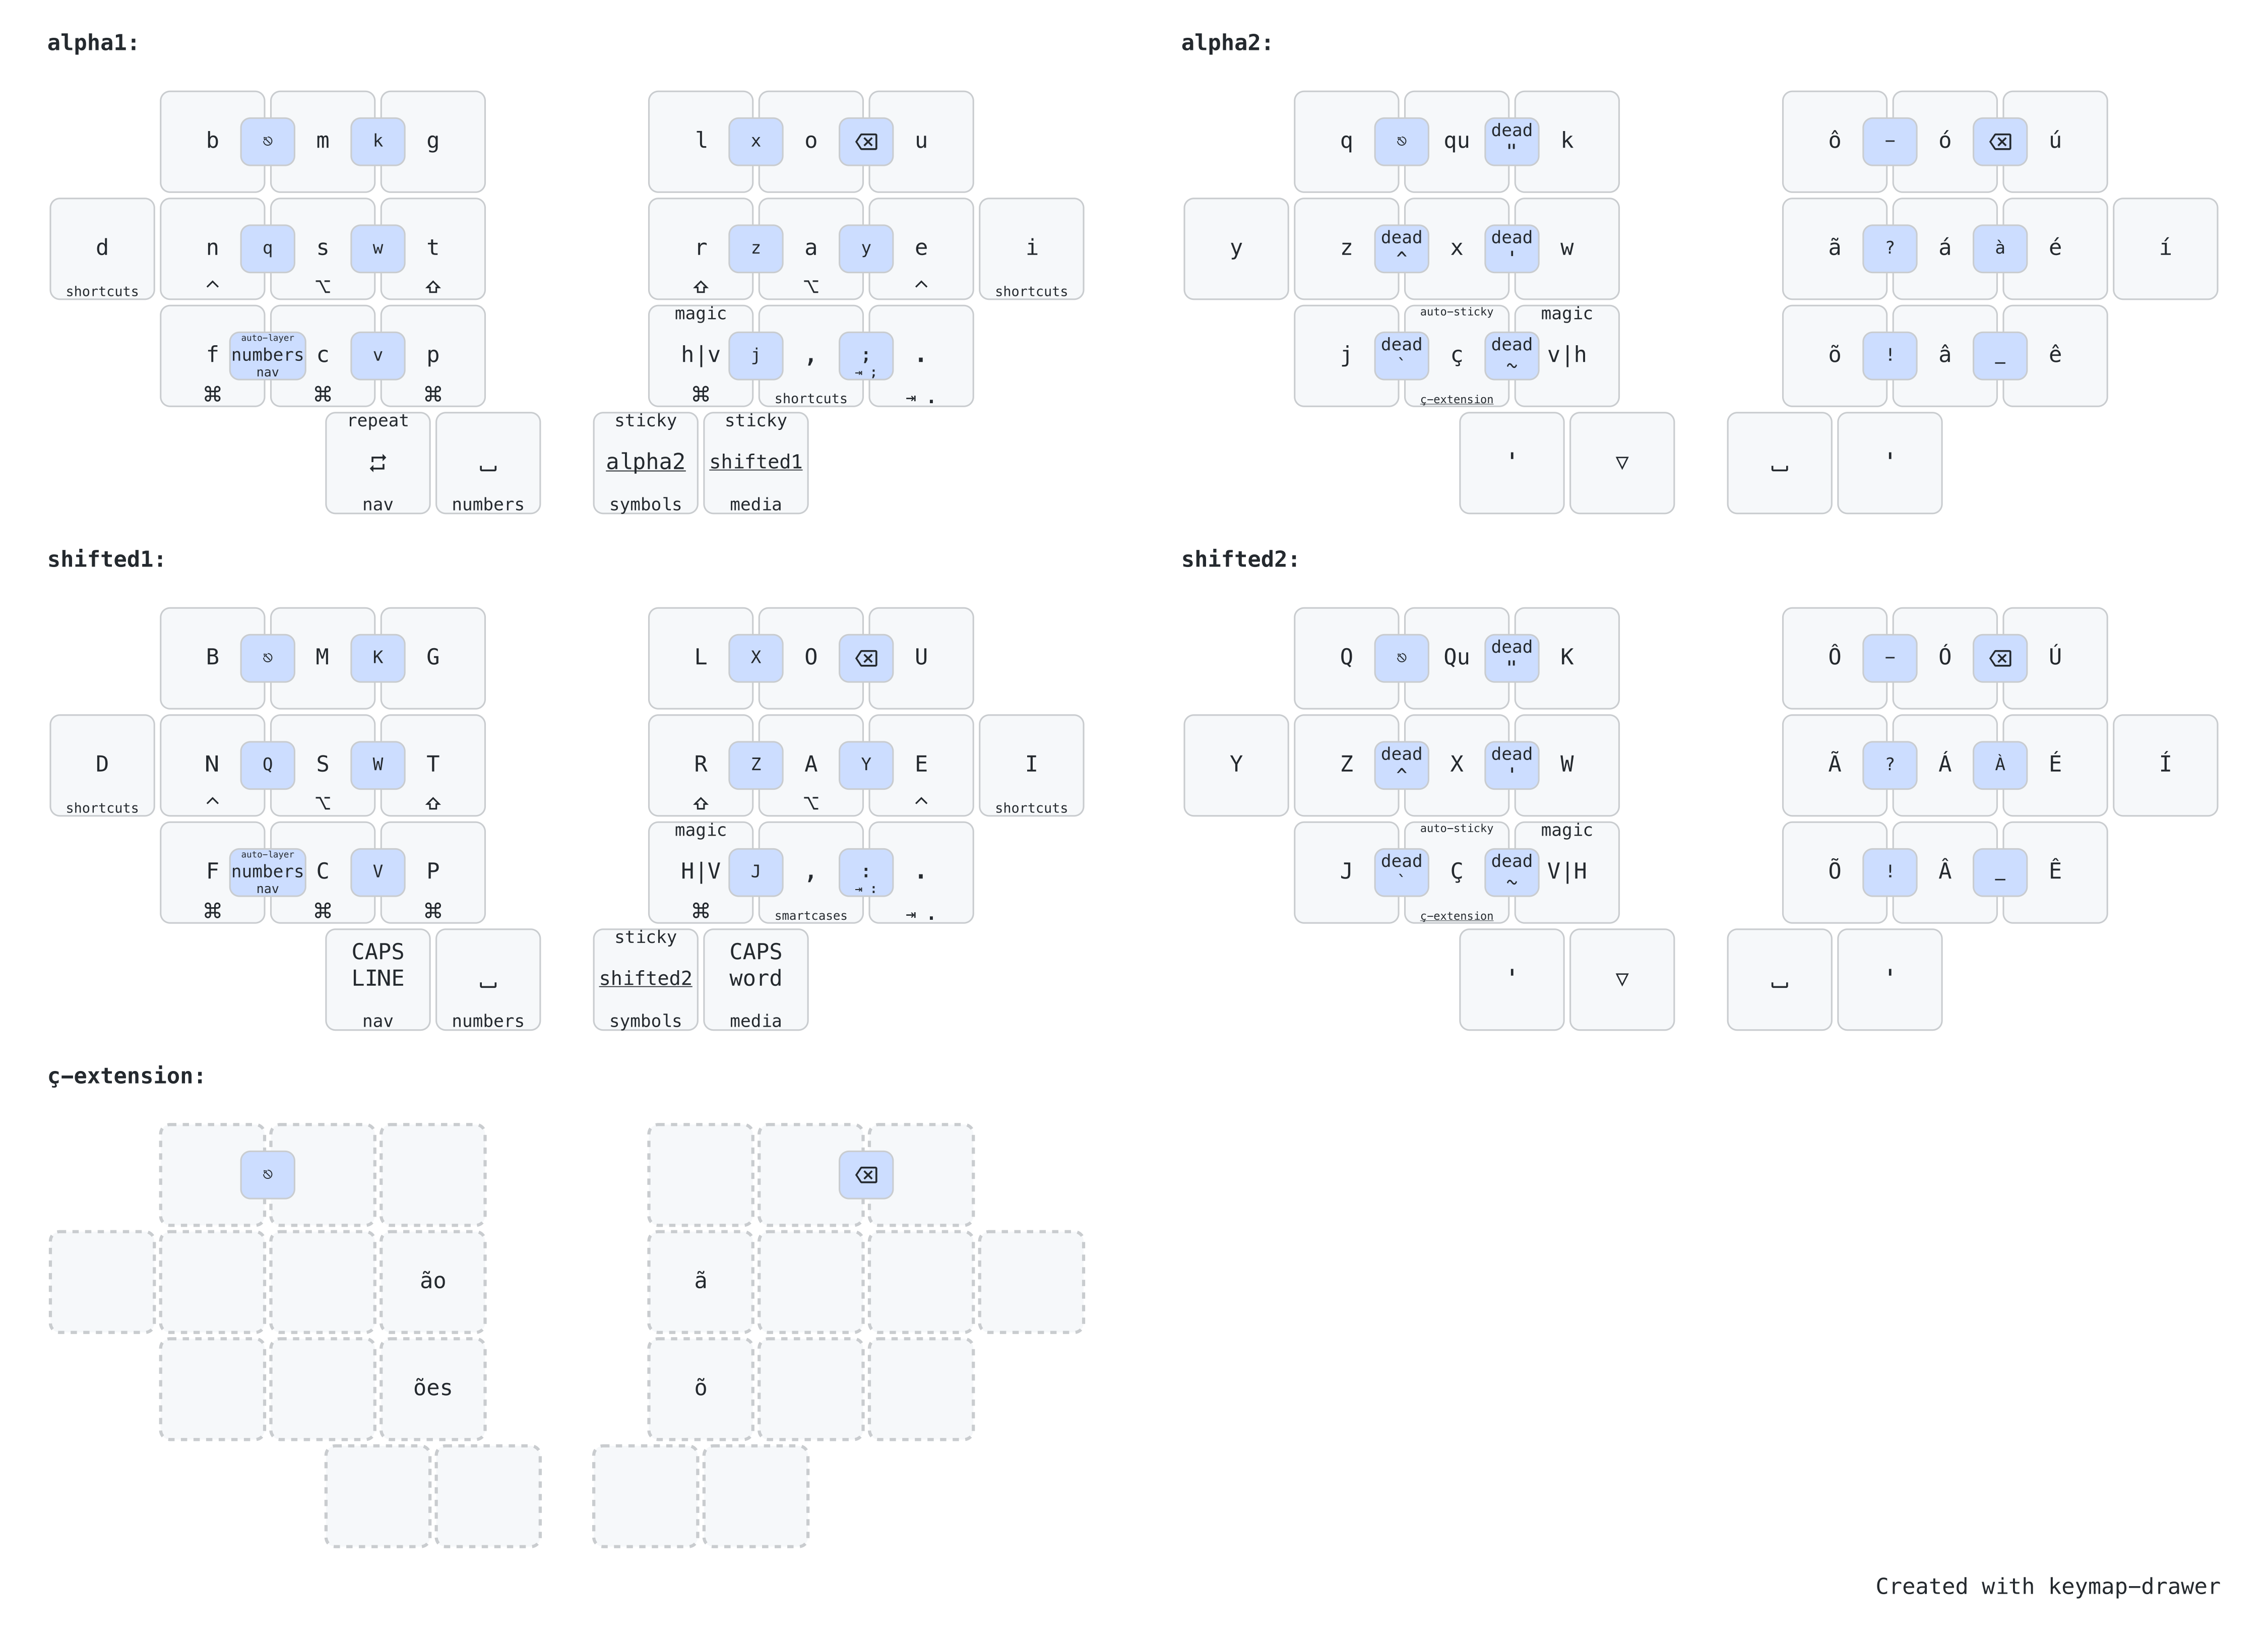 alpha1:
b ⎋ m k g l x o ⌫ u
d n q s w t r z a y e i
shortcuts ^ ⌥ ⇧ ⇧ ⌥ ^ shortcuts
magic
auto-layer
f numbers c v p h|v j , ; .
nav ⇥ ;
⌘ ⌘ ⌘ ⌘ shortcuts ⇥ .
repeat sticky sticky
alpha2 shifted1
nav numbers symbols media
alpha2:
q ⎋ qu dead " k ô – ó ⌫ ú
y z dead ^ x dead ' w ã ? á à é í
auto-sticky magic
j dead ` ç dead ~ v|h õ ! â _ ê
ç-extension
' ▽ ⎵ '
shifted1:
B ⎋ M K G L X O ⌫ U
D N Q S W T R Z A Y E I
shortcuts ^ ⌥ ⇧ ⇧ ⌥ ^ shortcuts
magic
auto-layer
F numbers C V P H|V J , : .
nav ⇥ :
⌘ ⌘ ⌘ ⌘ smartcases ⇥ .
CAPS sticky CAPS
LINE shifted2 word
nav numbers symbols media
shifted2:
Q ⎋ Qu dead " K Ô – Ó ⌫ Ú
Y Z dead ^ X dead ' W Ã ? Á À É Í
auto-sticky magic
J dead ` Ç dead ~ V|H Õ ! Â _ Ê
ç-extension
' ▽ ⎵ '
ç-extension:
⎋ ⌫
ão ã
ões õ
Created with keymap-drawer